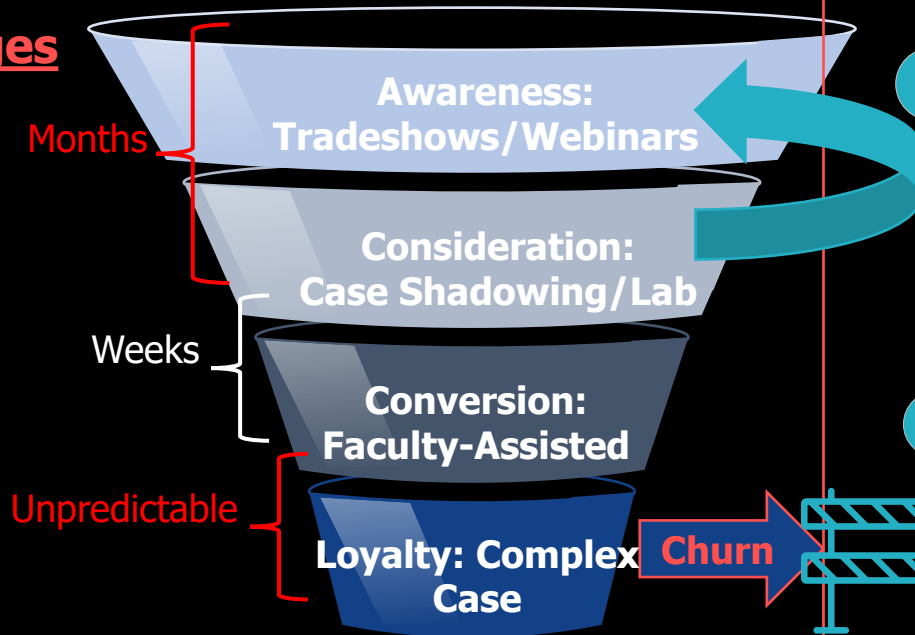 ges
Awareness:
Tradeshows/Webinars
Months
Consideration:
Case Shadowing/Lab
Weeks
Conversion:
Faculty-Assisted
Unpredictable
Loyalty: Complex
Case
Churn